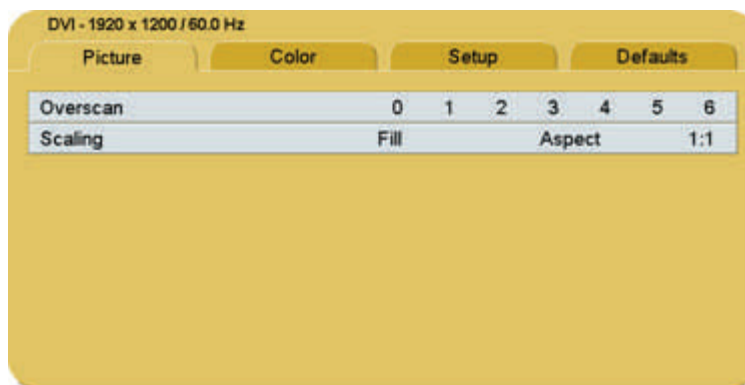 DVI - 1920 x 1200 / 60.0 Hz
Picture Color Setup Defaults
Overscan 0 1 2 3 4 5 6
Scaling Fill Aspect 1:1